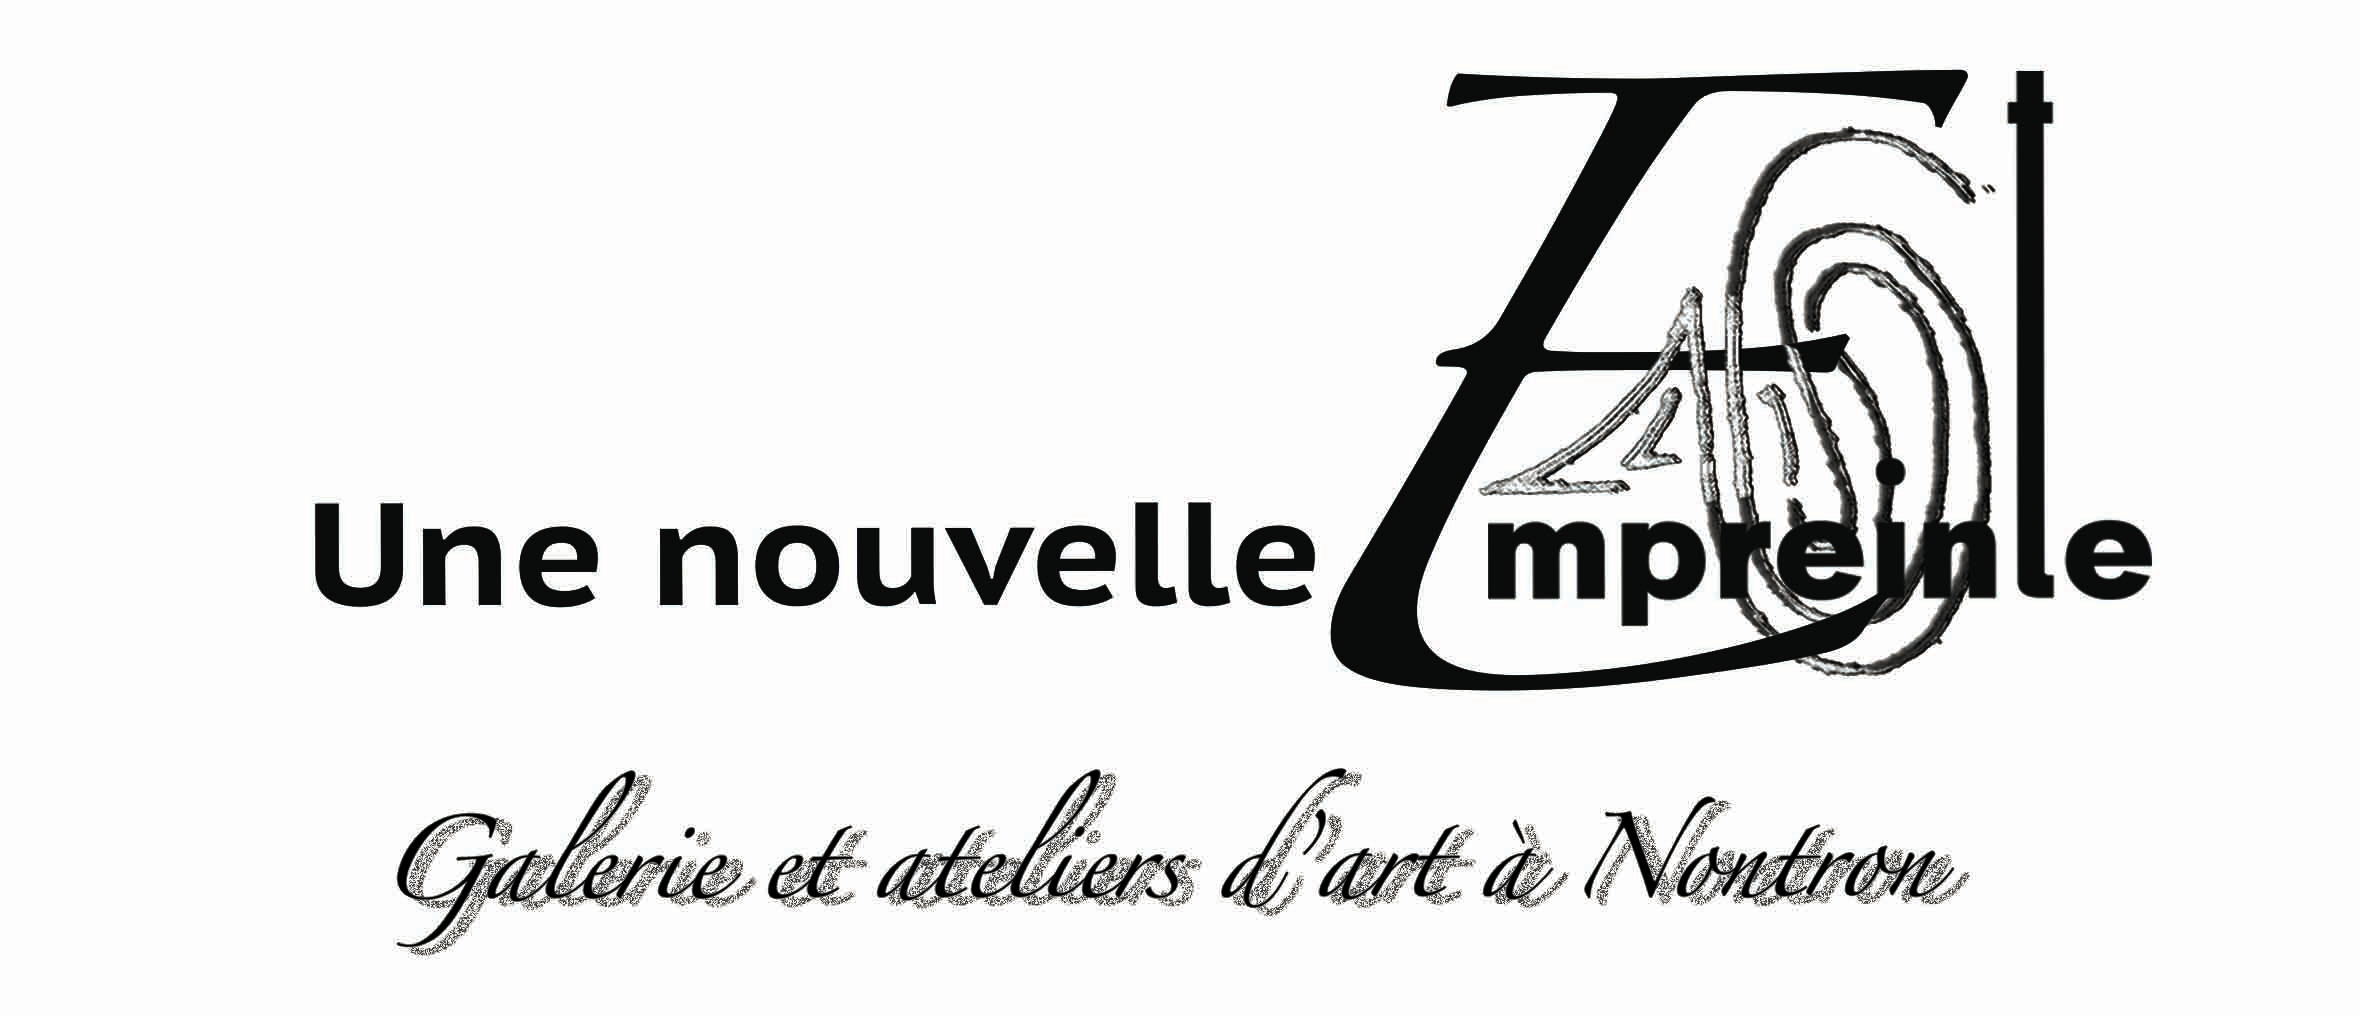 Une nouvelle Empreinte
Galerie et ateliers d'art à Nontron